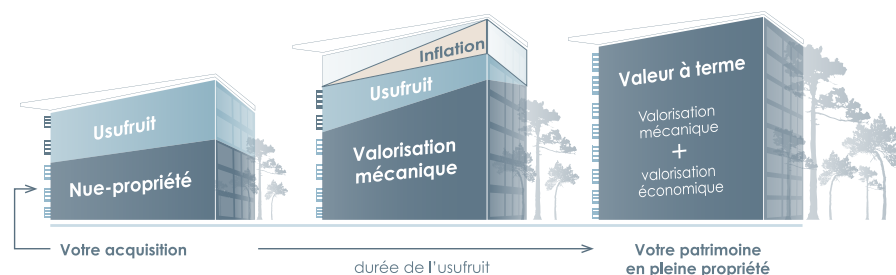 Usufruit
Nue-propriété
Inflation
Usufruit
Valorisation
mécanique
Valeur à terme
Valorisation
mécanique
+
valorisation
économique
Votre acquisition
durée de l'usufruit
Votre patrimoine
en pleine propriété